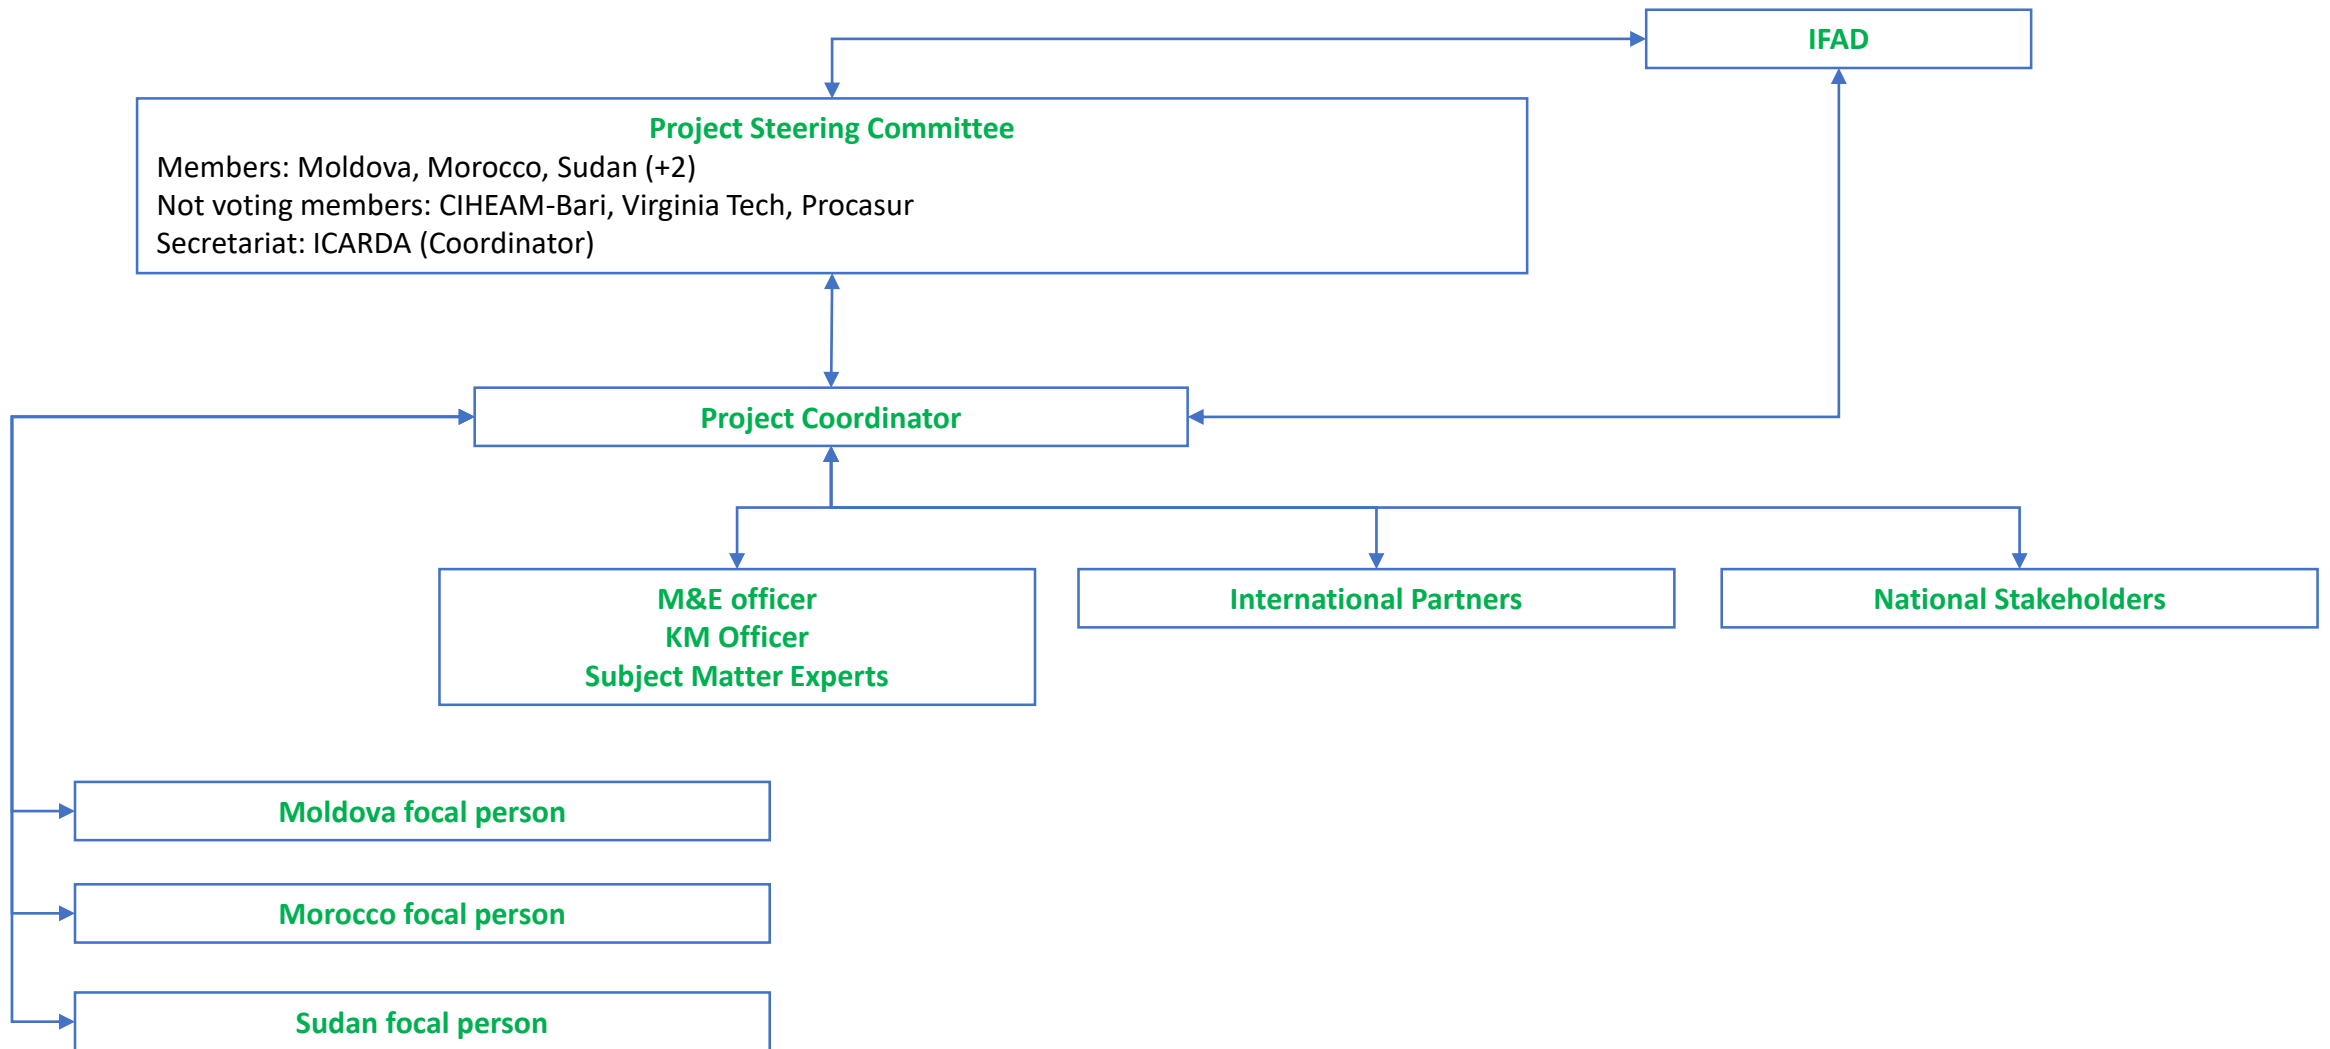 IFAD
Project Steering Committee
Members: Moldova, Morocco, Sudan (+2)
Not voting members: CIHEAM-Bari, Virginia Tech, Procasur
Secretariat: ICARDA (Coordinator)
Project Coordinator
M&E officer
KM Officer
Subject Matter Experts
International Partners
National Stakeholders
Moldova focal person
Morocco focal person
Sudan focal person